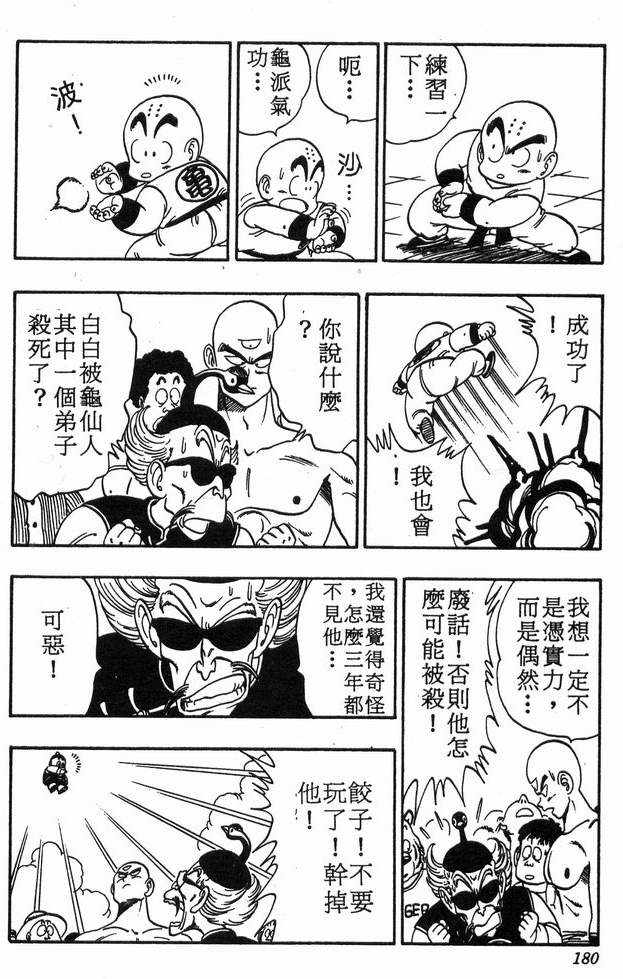 練習一
下…
呃…
龜派氣
功…
沙…
波！
龜
成功了
！
我也會
！
你說什麼
？
白白被龜仙人
其中一個弟子
殺死了？
我想一定不
是憑實力，
而是偶然…
廢話！否則他怎
麼可能被殺！
我還覺得奇怪
，怎麼三年都
不見他…
可惡！
餃子！不要
玩了！幹掉
他！
180